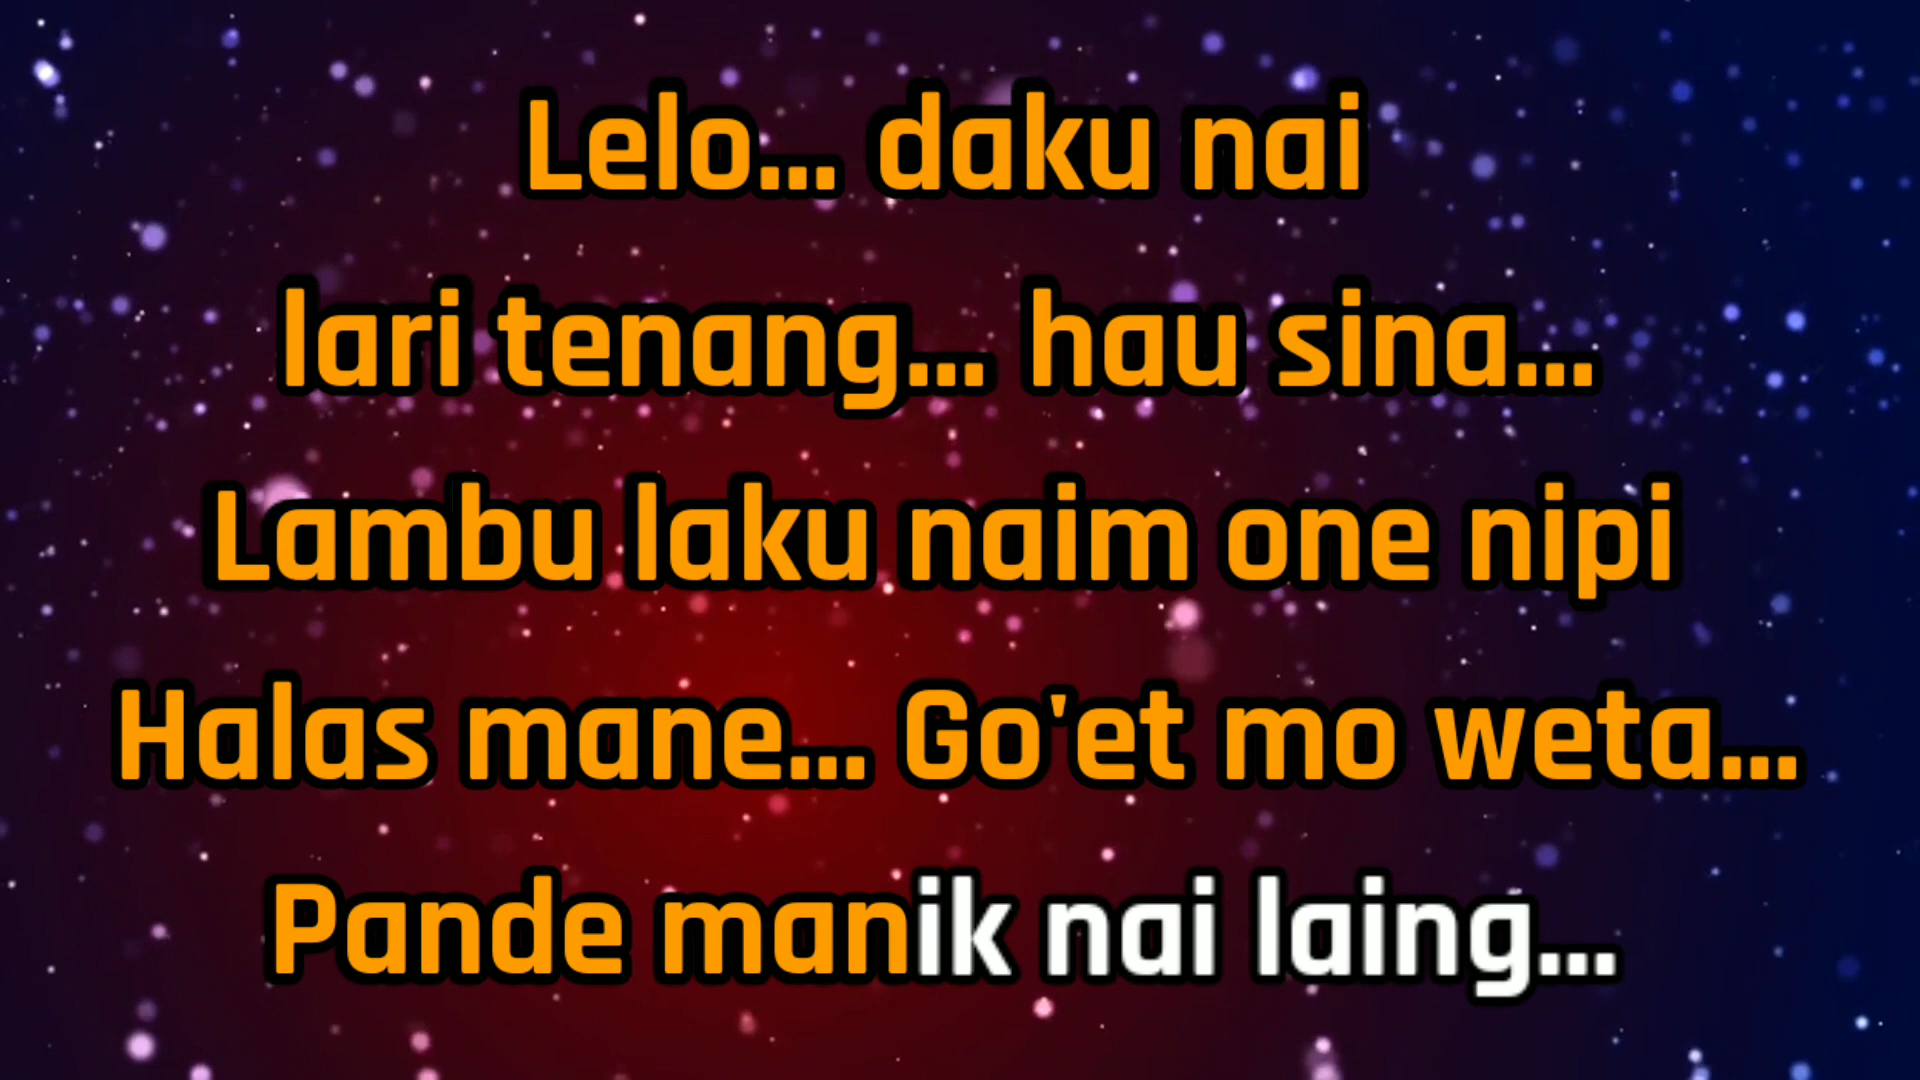 Lelo... daku nai
lari tenang... hau sina...
Lambu laku naim one nipi
Halas mane... Go'et mo weta...
Pande manik nai laing...